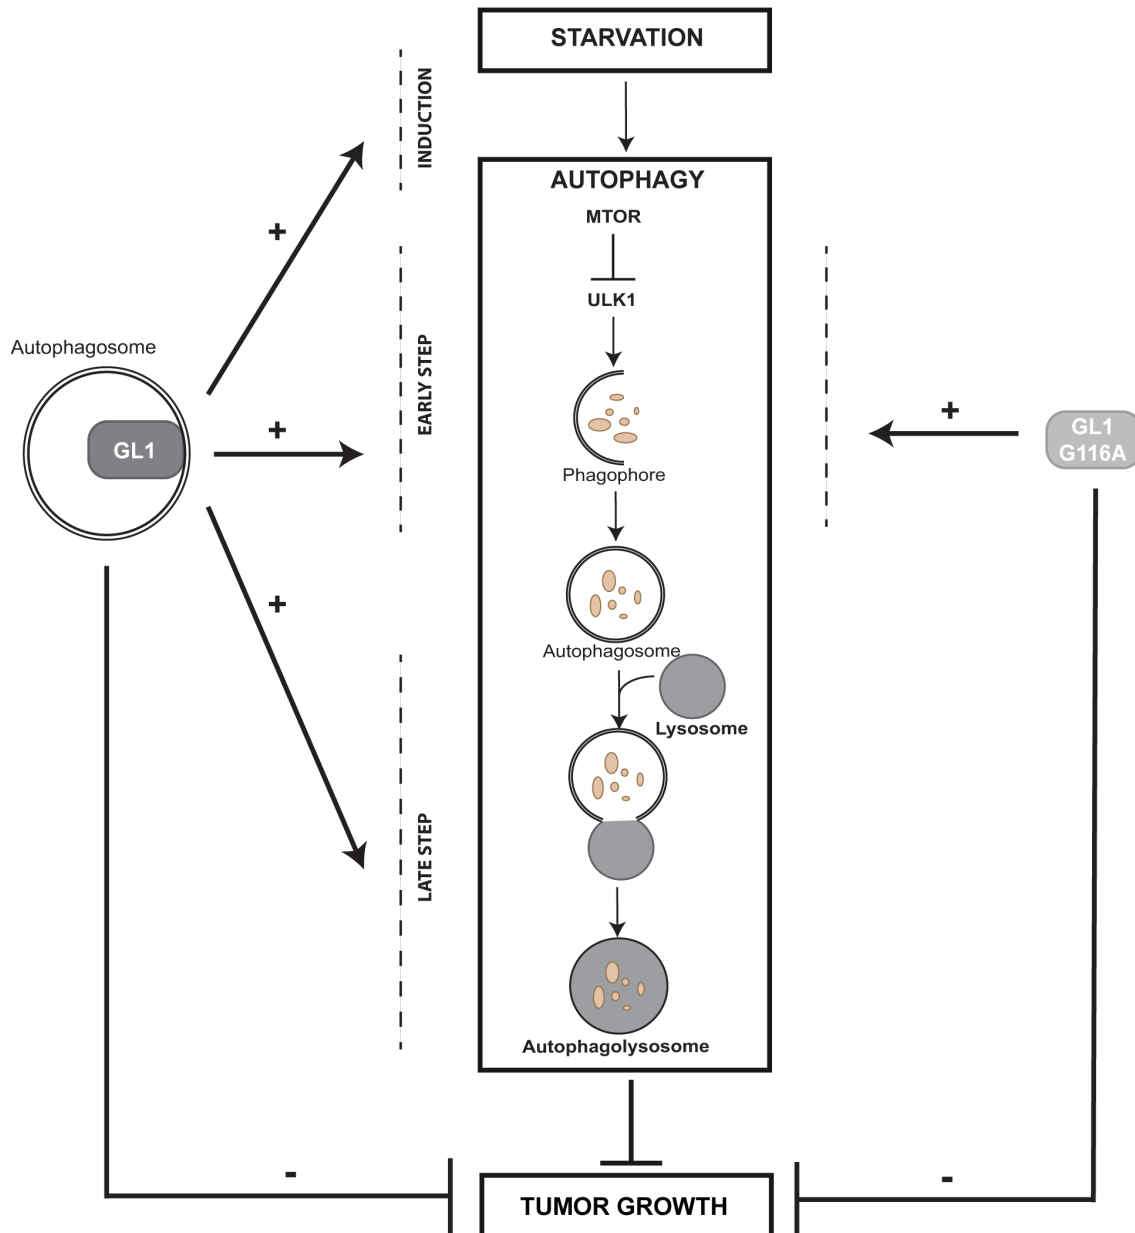 STARVATION
INDUCTION
AUTOPHAGY
MTOR
+
ULK1
Autophagosome
EARLY STEP
GL1
+
+
GL1
G116A
Phagophore
+
Autophagosome
Lysosome
LATE STEP
Autophagolysosome
-
-
TUMOR GROWTH